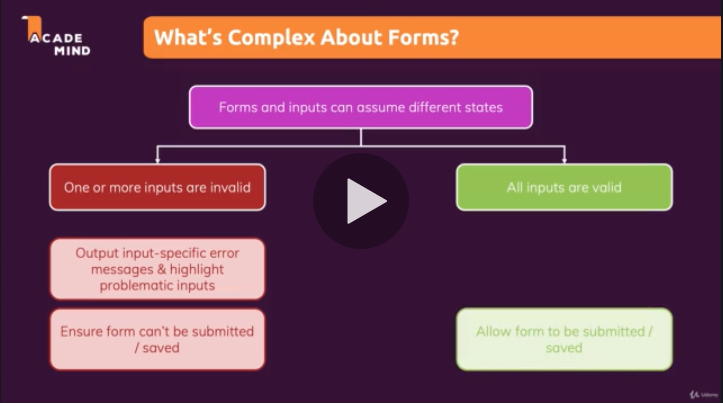 ACADE
MIND
What's Complex About Forms?
Forms and inputs can assume different states
One or more inputs are invalid
All inputs are valid
Output input-specific error
messages & highlight
problematic inputs
Ensure form can't be submitted
/ saved
Allow form to be submitted /
saved
Udemy